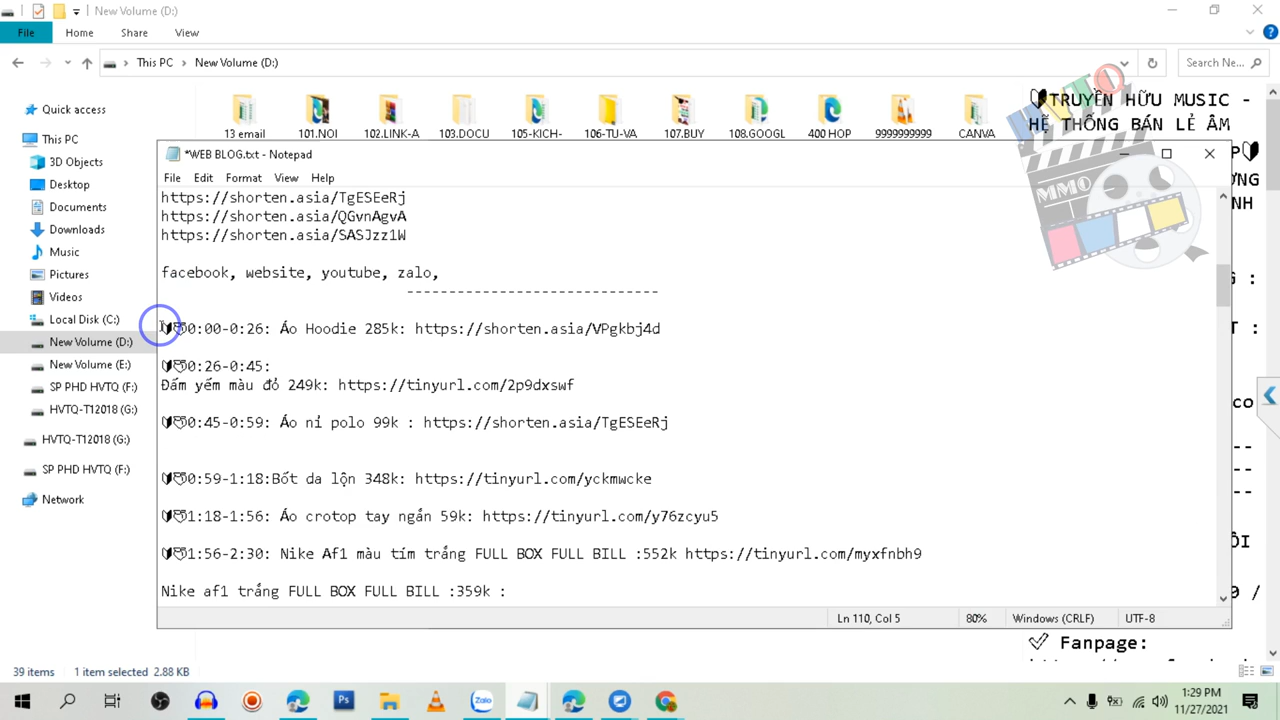 New Volume (D:)
File Home Share View
This PC New Volume (D:)
Search Ne...
Quick access
This PC
3D Objects
Desktop
Documents
Downloads
Music
Pictures
Videos
Local Disk (C:)
New Volume (D:)
New Volume (E:)
SP PHD HVTQ (F:)
HVTQ-T12018 (G:)
HVTQ-T12018 (G:)
SP PHD HVTQ (F:)
Network
13 email 101.NOI 102.LINK-A 103.DOCU 105-KICH- 106-TU-VA 107.BUY 108.GOOGL 400 HOP 9999999999 CANVA
TRUYỀN HỮU MUSIC -
HỆ THỐNG BÁN LẺ ÂM
MMO
*WEB BLOG.txt - Notepad
File Edit Format View Help
https://shorten.asia/TgESEeRj
https://shorten.asia/QGvnAgvA
https://shorten.asia/SASJzz1W
facebook, website, youtube, zalo,
-----------------------------
0:00-0:26: Áo Hoodie 285k: https://shorten.asia/VPgkbj4d
0:26-0:45:
Đấm yếm màu đỏ 249k: https://tinyurl.com/2p9dxswf
0:45-0:59: Áo nỉ polo 99k : https://shorten.asia/TgESEeRj
0:59-1:18:Bốt da lộn 348k: https://tinyurl.com/yckmwcke
1:18-1:56: Áo crotop tay ngắn 59k: https://tinyurl.com/y76zcyu5
1:56-2:30: Nike Af1 màu tím trắng FULL BOX FULL BILL :552k https://tinyurl.com/myxfnbh9
Nike af1 trắng FULL BOX FULL BILL :359k :
Ln 110, Col 5 80% Windows (CRLF) UTF-8
Fanpage:
39 items 1 item selected 2.88 KB
Zalo
Ps
1:29 PM
11/27/2021